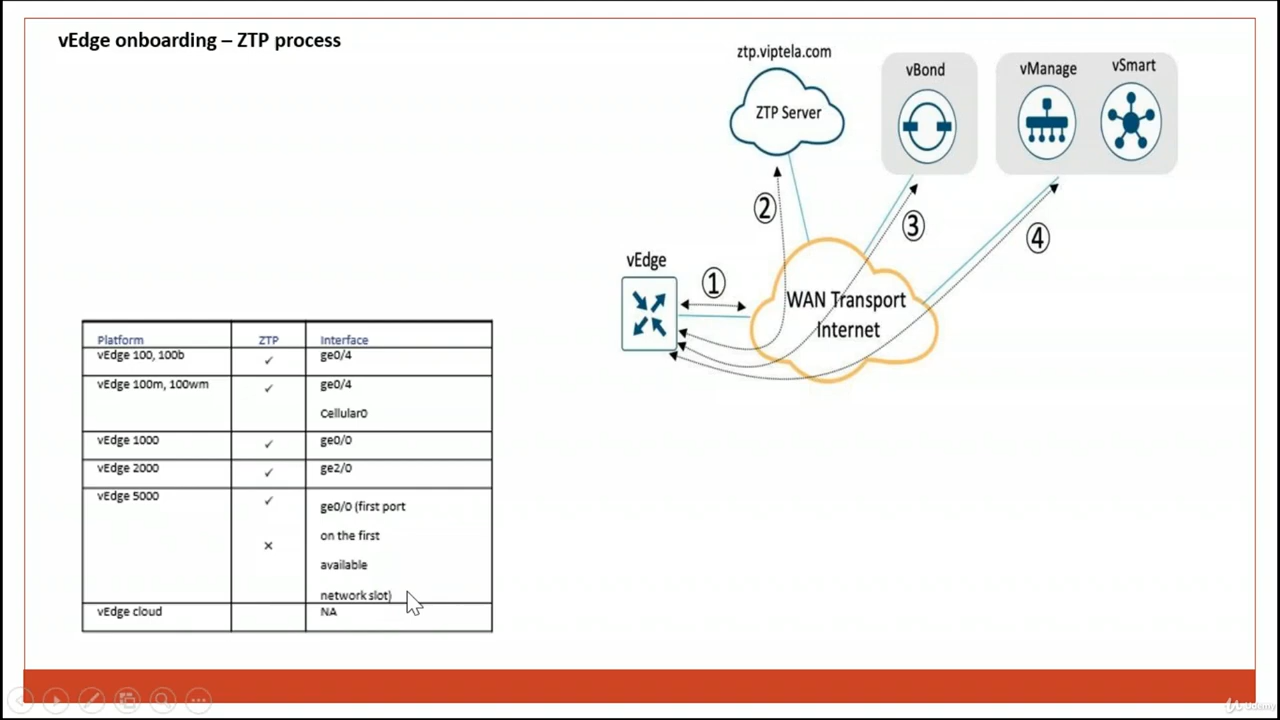 vEdge onboarding – ZTP process
ztp.viptela.com
ZTP Server
vBond
vManage
vSmart
②
③
④
vEdge
①
WAN Transport
Internet
Platform ZTP Interface
vEdge 100, 100b ✓ ge0/4
vEdge 100m, 100wm ✓ ge0/4
Cellular0
vEdge 1000 ✓ ge0/0
vEdge 2000 ✓ ge2/0
vEdge 5000 ✓ ge0/0 (first port
on the first
✕
available
network slot)
vEdge cloud NA
Udemy